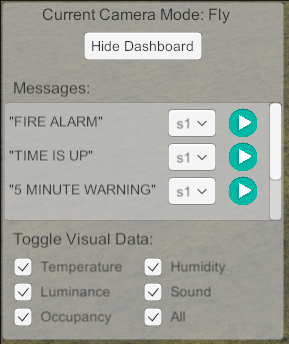 Current Camera Mode: Fly
Hide Dashboard
Messages:
"FIRE ALARM" s1
"TIME IS UP" s1
"5 MINUTE WARNING" s1
Toggle Visual Data:
Temperature Humidity
Luminance Sound
Occupancy All